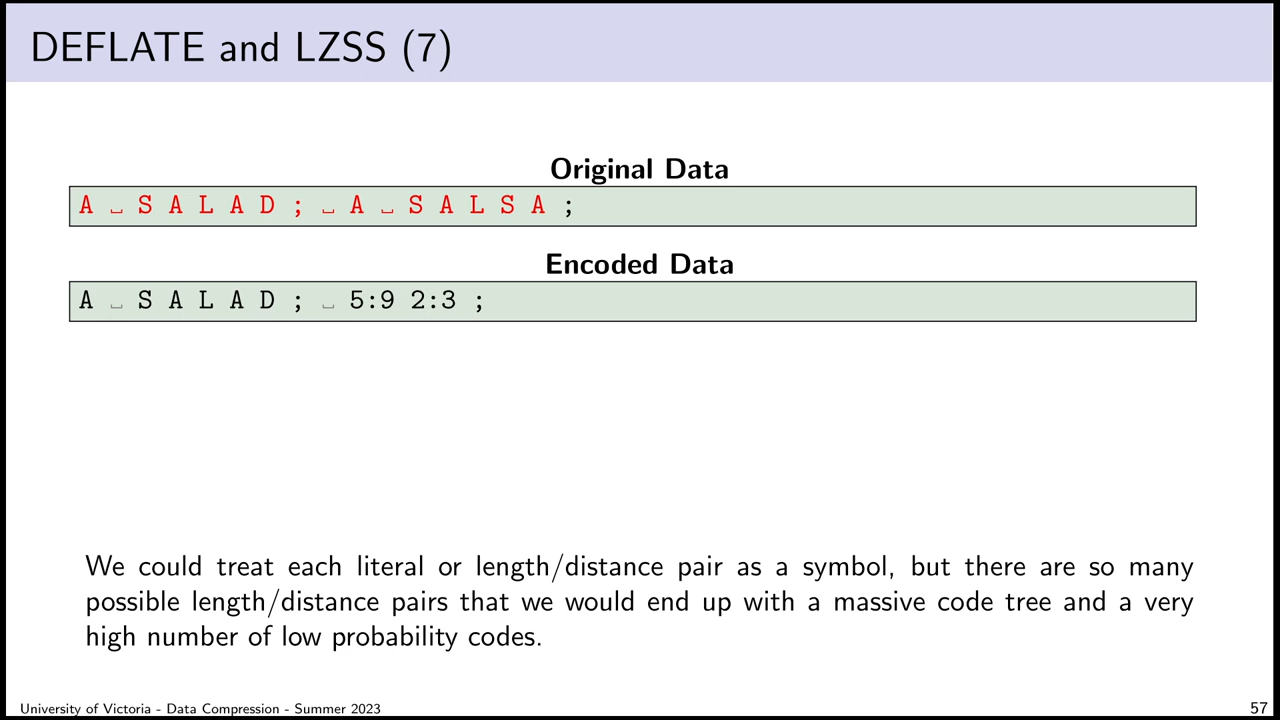 DEFLATE and LZSS (7)
Original Data
A ␣ S A L A D ; ␣ A ␣ S A L S A ;
Encoded Data
A ␣ S A L A D ; ␣ 5:9 2:3 ;
We could treat each literal or length/distance pair as a symbol, but there are so many
possible length/distance pairs that we would end up with a massive code tree and a very
high number of low probability codes.
University of Victoria - Data Compression - Summer 2023
57